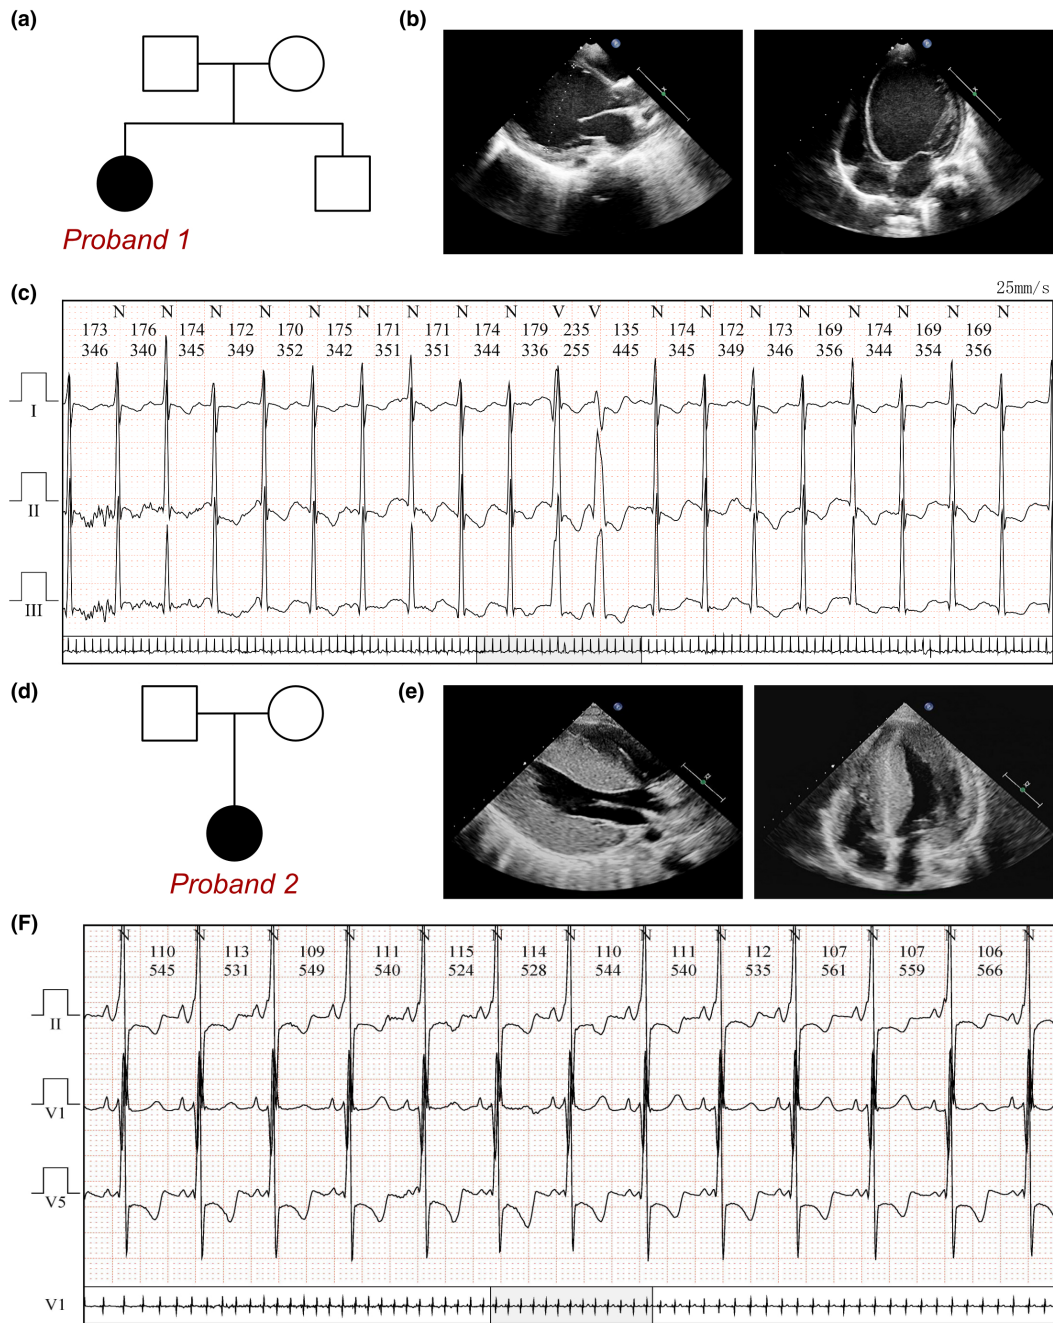 (a)
(b)
Proband 1
(c)
25mm/s
N N N N N N N N N V V N N N N N N N N
173 176 174 172 170 175 171 171 174 179 235 135 174 172 173 169 174 169 169
346 340 345 349 352 342 351 351 344 336 255 445 345 349 346 356 344 354 356
I
II
III
(d)
(e)
Proband 2
(F)
N N N N N N N N N N N N N
110 113 109 111 115 114 110 111 112 107 107 106
545 531 549 540 524 528 544 540 535 561 559 566
II
V1
V5
V1